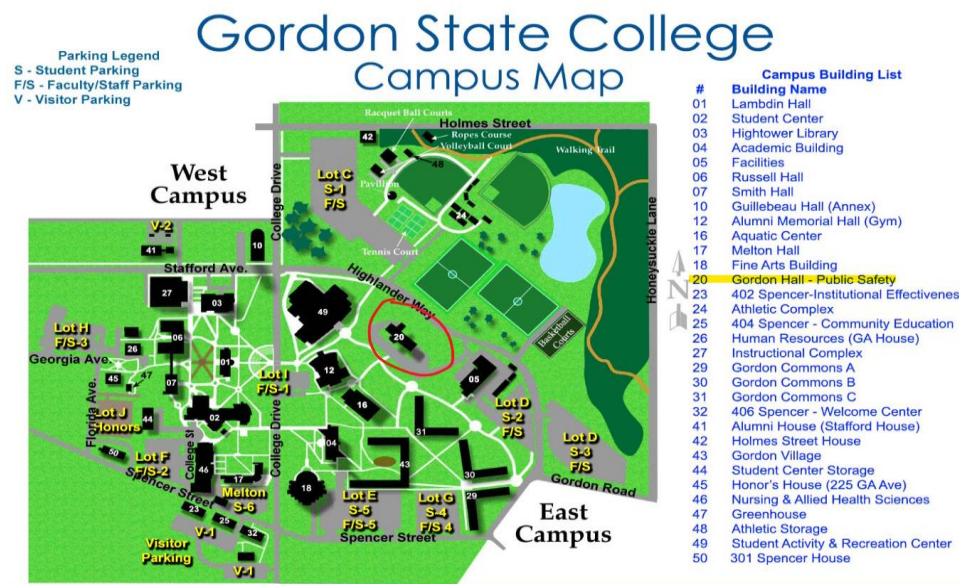 Gordon State College
Campus Map
Parking Legend
S - Student Parking
F/S - Faculty/Staff Parking
V - Visitor Parking
Campus Building List
# Building Name
01 Lambdin Hall
02 Student Center
03 Hightower Library
04 Academic Building
05 Facilities
06 Russell Hall
07 Smith Hall
10 Guillebeau Hall (Annex)
12 Alumni Memorial Hall (Gym)
16 Aquatic Center
17 Melton Hall
18 Fine Arts Building
20 Gordon Hall - Public Safety
23 402 Spencer-Institutional Effectivenes
24 Athletic Complex
25 404 Spencer - Community Education
26 Human Resources (GA House)
27 Instructional Complex
29 Gordon Commons A
30 Gordon Commons B
31 Gordon Commons C
32 406 Spencer - Welcome Center
41 Alumni House (Stafford House)
42 Holmes Street House
43 Gordon Village
44 Student Center Storage
45 Honor's House (225 GA Ave)
46 Nursing & Allied Health Sciences
47 Greenhouse
48 Athletic Storage
49 Student Activity & Recreation Center
50 301 Spencer House
Racquet Ball Courts
Holmes Street
42
Ropes Course
Volleyball Court
48
Walking Trail
West
Campus
College Drive
Lot C
S-1
F/S
Pavillion
24
Tennis Court
Honeysuckle Lane
V-2
41
10
Stafford Ave.
Highlander Way
N
27
03
49
20
Basketball
Courts
Lot H
F/S-3
06
26
Georgia Ave.
01
12
05
45
47
07
Lot I
F/S-1
16
Lot D
S-2
F/S
Florida Ave.
Lot J
Honors
44
02
College Drive
31
College St
04
Lot D
S-3
F/S
50
Lot F
F/S-2
46
43
30
17
Gordon Road
Spencer Street
Melton
S-6
18
Lot E
S-5
F/S-5
Lot G
S-4
F/S 4
29
23
25
32
V-1
East
Campus
Spencer Street
Visitor
Parking
V-1